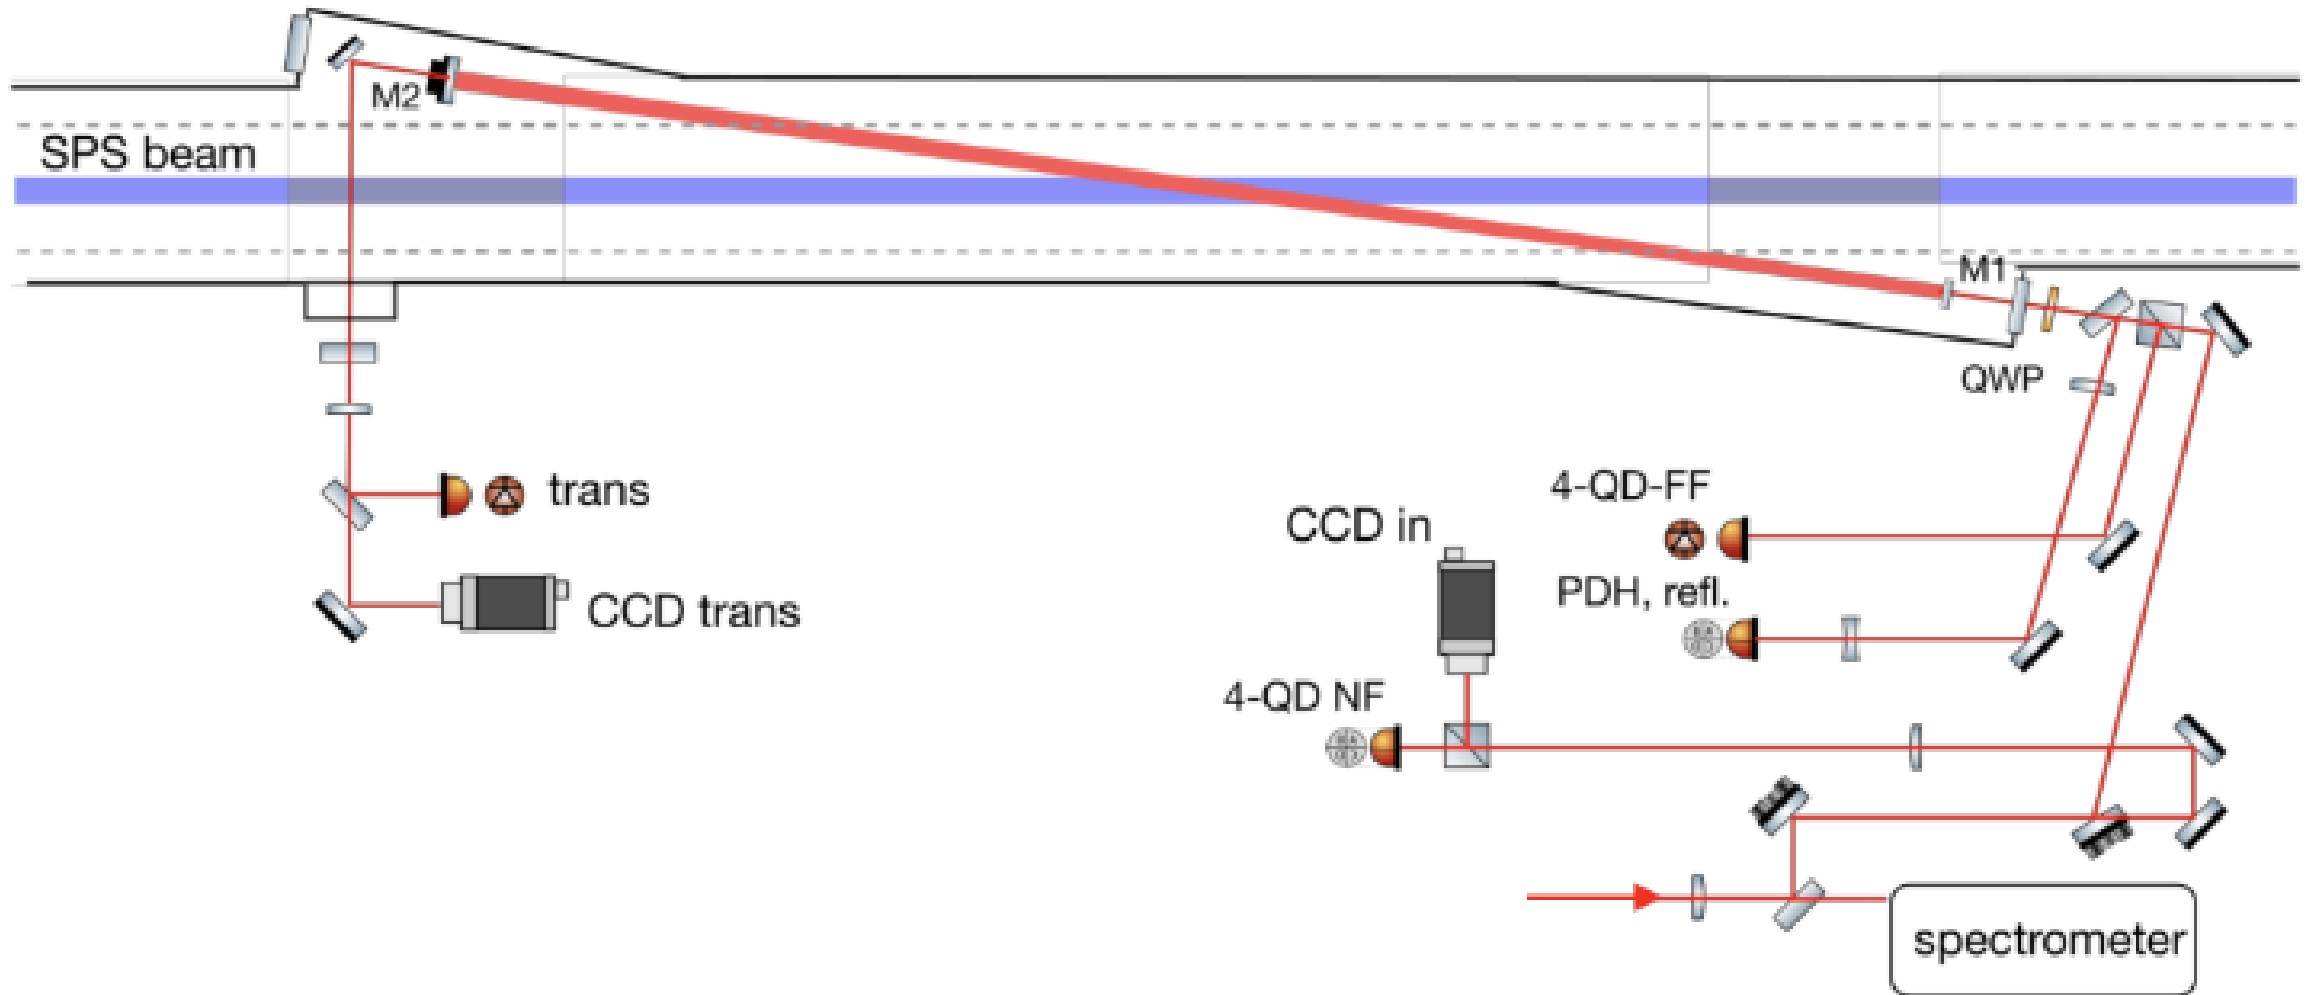 M2
SPS beam
M1
QWP
trans
4-QD-FF
CCD in
PDH, refl.
CCD trans
4-QD NF
spectrometer